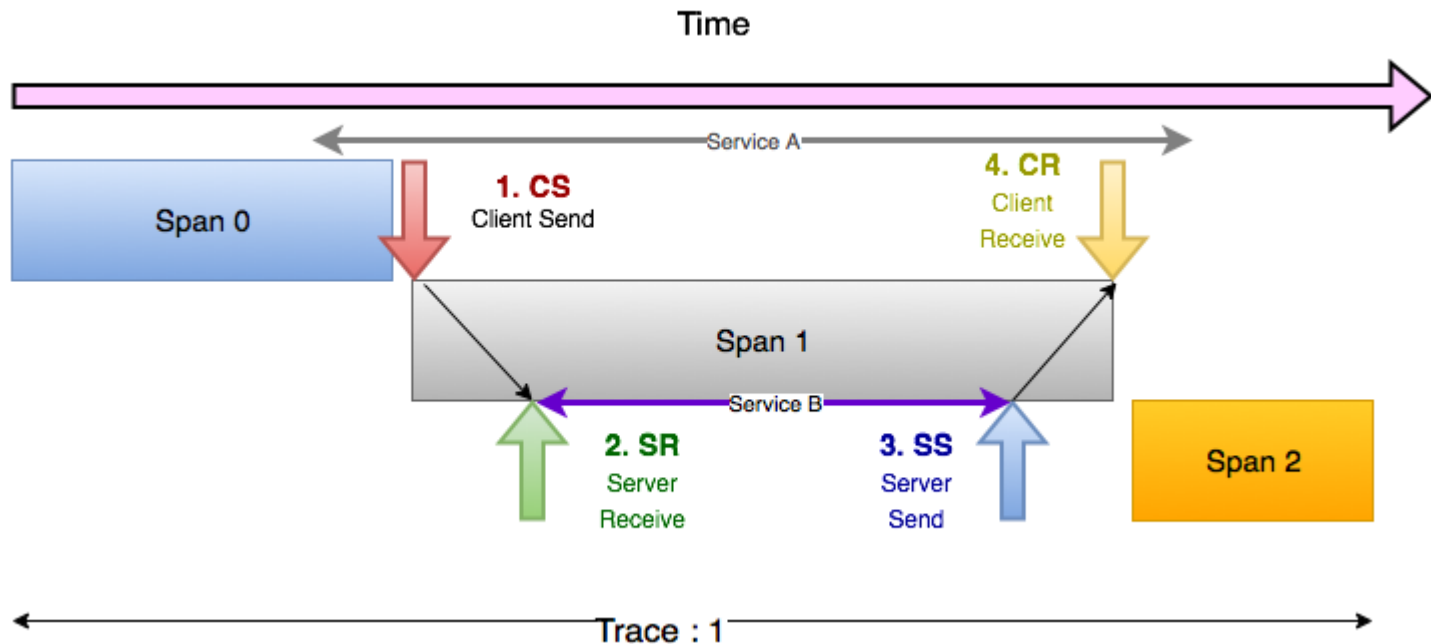 Time
Service A
Span 0
1. CS
Client Send
4. CR
Client
Receive
Span 1
Service B
2. SR
Server
Receive
3. SS
Server
Send
Span 2
Trace : 1